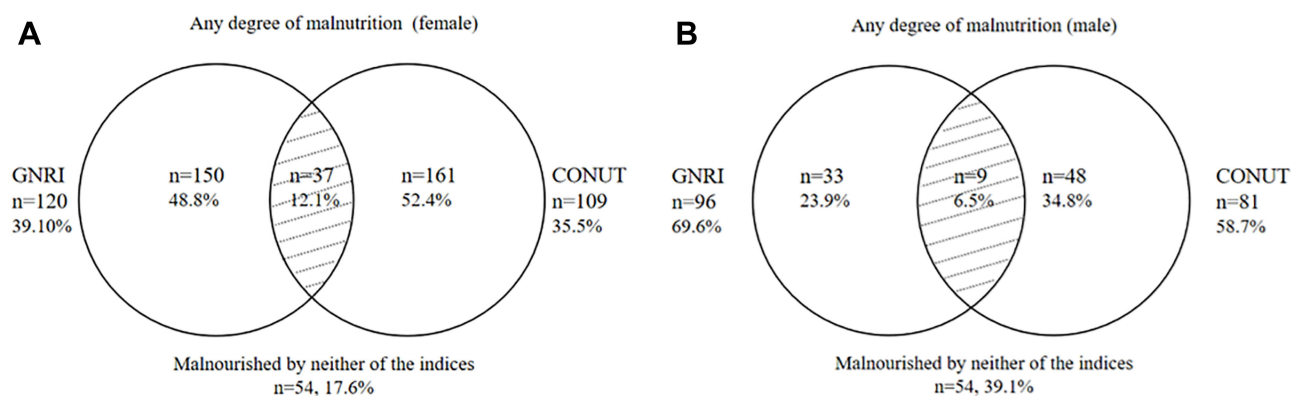 A
Any degree of malnutrition (female)
GNRI
n=120
39.10%
n=150
48.8%
n=37
12.1%
n=161
52.4%
CONUT
n=109
35.5%
Malnourished by neither of the indices
n=54, 17.6%
B
Any degree of malnutrition (male)
GNRI
n=96
69.6%
n=33
23.9%
n=9
6.5%
n=48
34.8%
CONUT
n=81
58.7%
Malnourished by neither of the indices
n=54, 39.1%